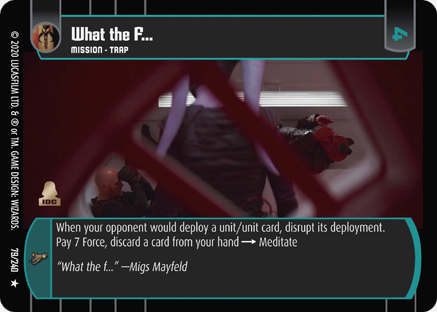 What the F...
MISSION • TRAP
4
© 2020 LUCASFILM LTD. & ® or TM. GAME DESIGN: WIZARDS.
IDC
When your opponent would deploy a unit/unit card, disrupt its deployment.
Pay 7 Force, discard a card from your hand → Meditate
"What the f..." —Migs Mayfeld
79/240 ★